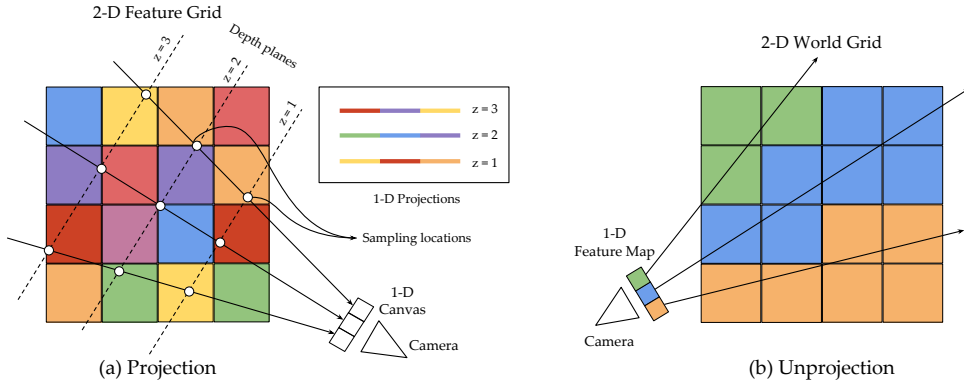 2-D Feature Grid
z = 3
Depth planes
z = 2
z = 1
z = 3
z = 2
z = 1
1-D Projections
Sampling locations
1-D
Canvas
Camera
(a) Projection
2-D World Grid
1-D
Feature Map
Camera
(b) Unprojection